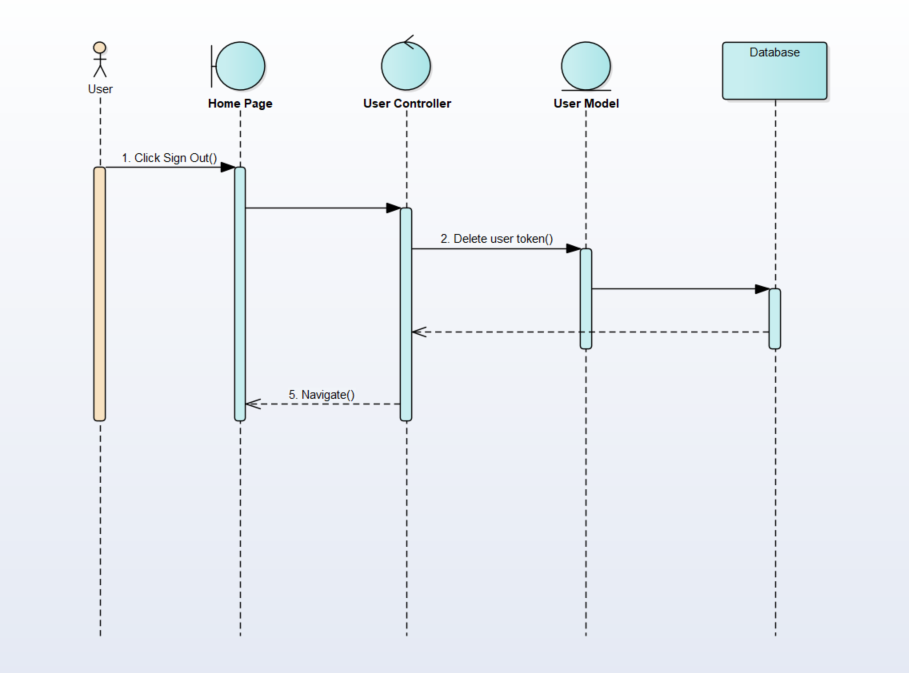 User
Home Page
User Controller
User Model
Database
1. Click Sign Out()
2. Delete user token()
5. Navigate()